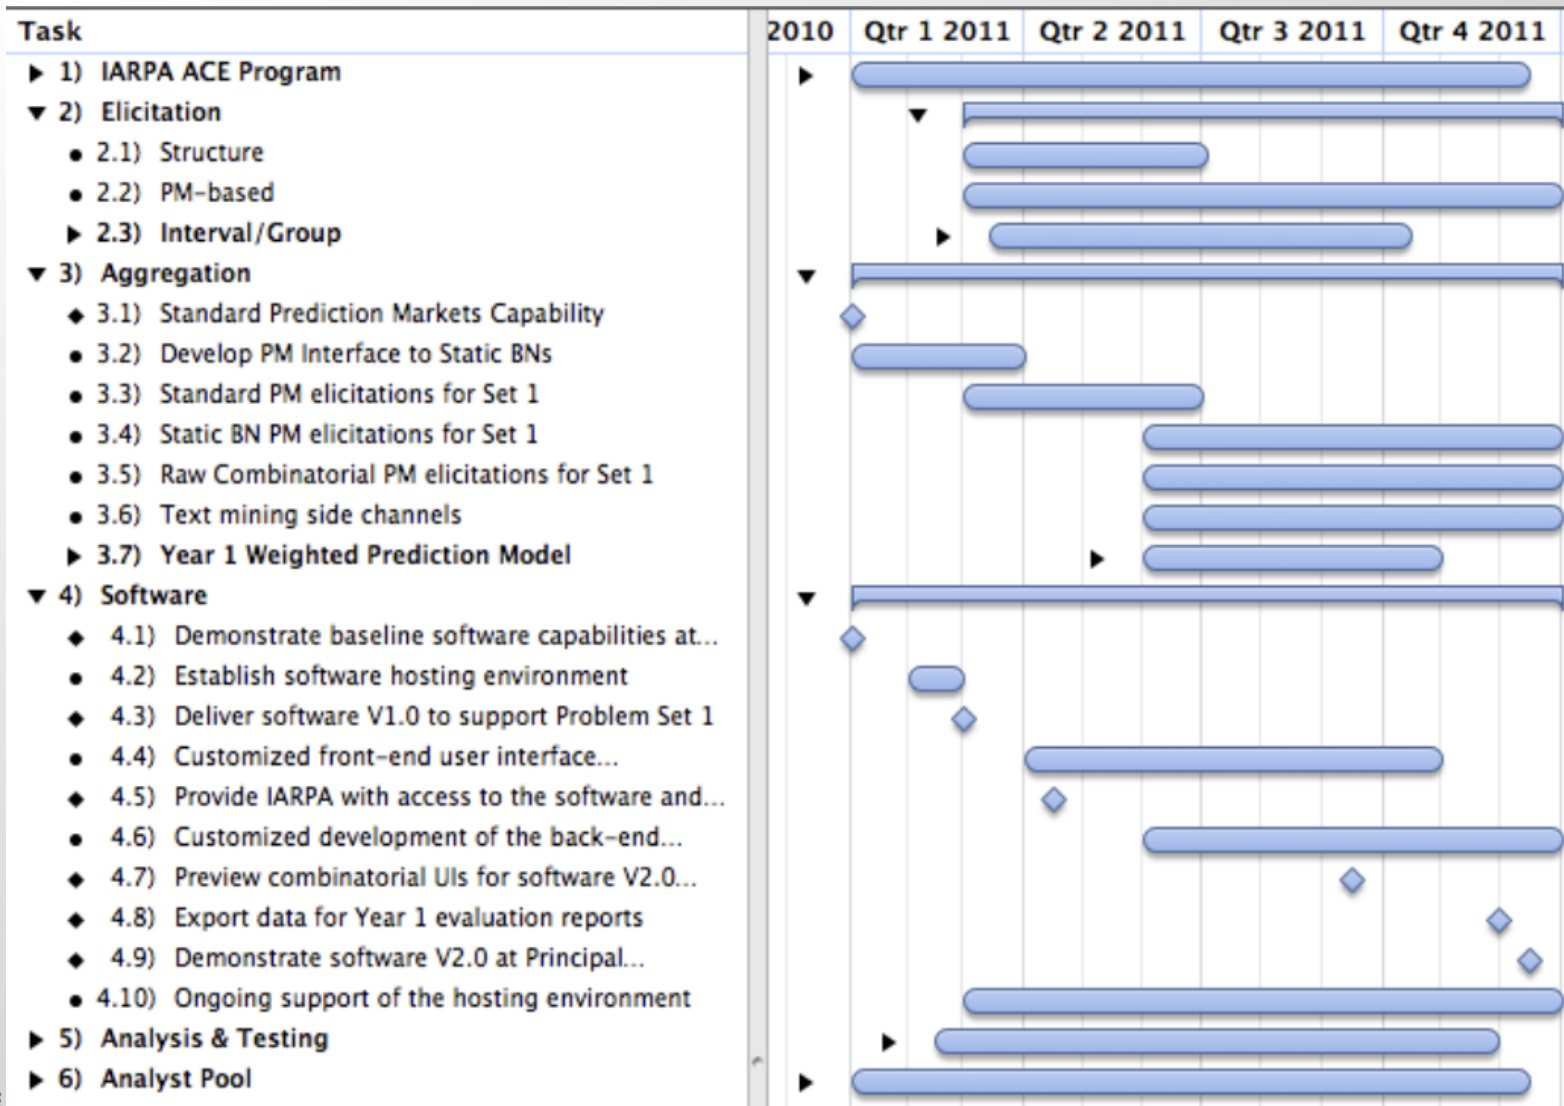 Task 2010 Qtr 1 2011 Qtr 2 2011 Qtr 3 2011 Qtr 4 2011
1) IARPA ACE Program
2) Elicitation
2.1) Structure
2.2) PM-based
2.3) Interval/Group
3) Aggregation
3.1) Standard Prediction Markets Capability
3.2) Develop PM Interface to Static BNs
3.3) Standard PM elicitations for Set 1
3.4) Static BN PM elicitations for Set 1
3.5) Raw Combinatorial PM elicitations for Set 1
3.6) Text mining side channels
3.7) Year 1 Weighted Prediction Model
4) Software
4.1) Demonstrate baseline software capabilities at...
4.2) Establish software hosting environment
4.3) Deliver software V1.0 to support Problem Set 1
4.4) Customized front-end user interface...
4.5) Provide IARPA with access to the software and...
4.6) Customized development of the back-end...
4.7) Preview combinatorial UIs for software V2.0...
4.8) Export data for Year 1 evaluation reports
4.9) Demonstrate software V2.0 at Principal...
4.10) Ongoing support of the hosting environment
5) Analysis & Testing
6) Analyst Pool